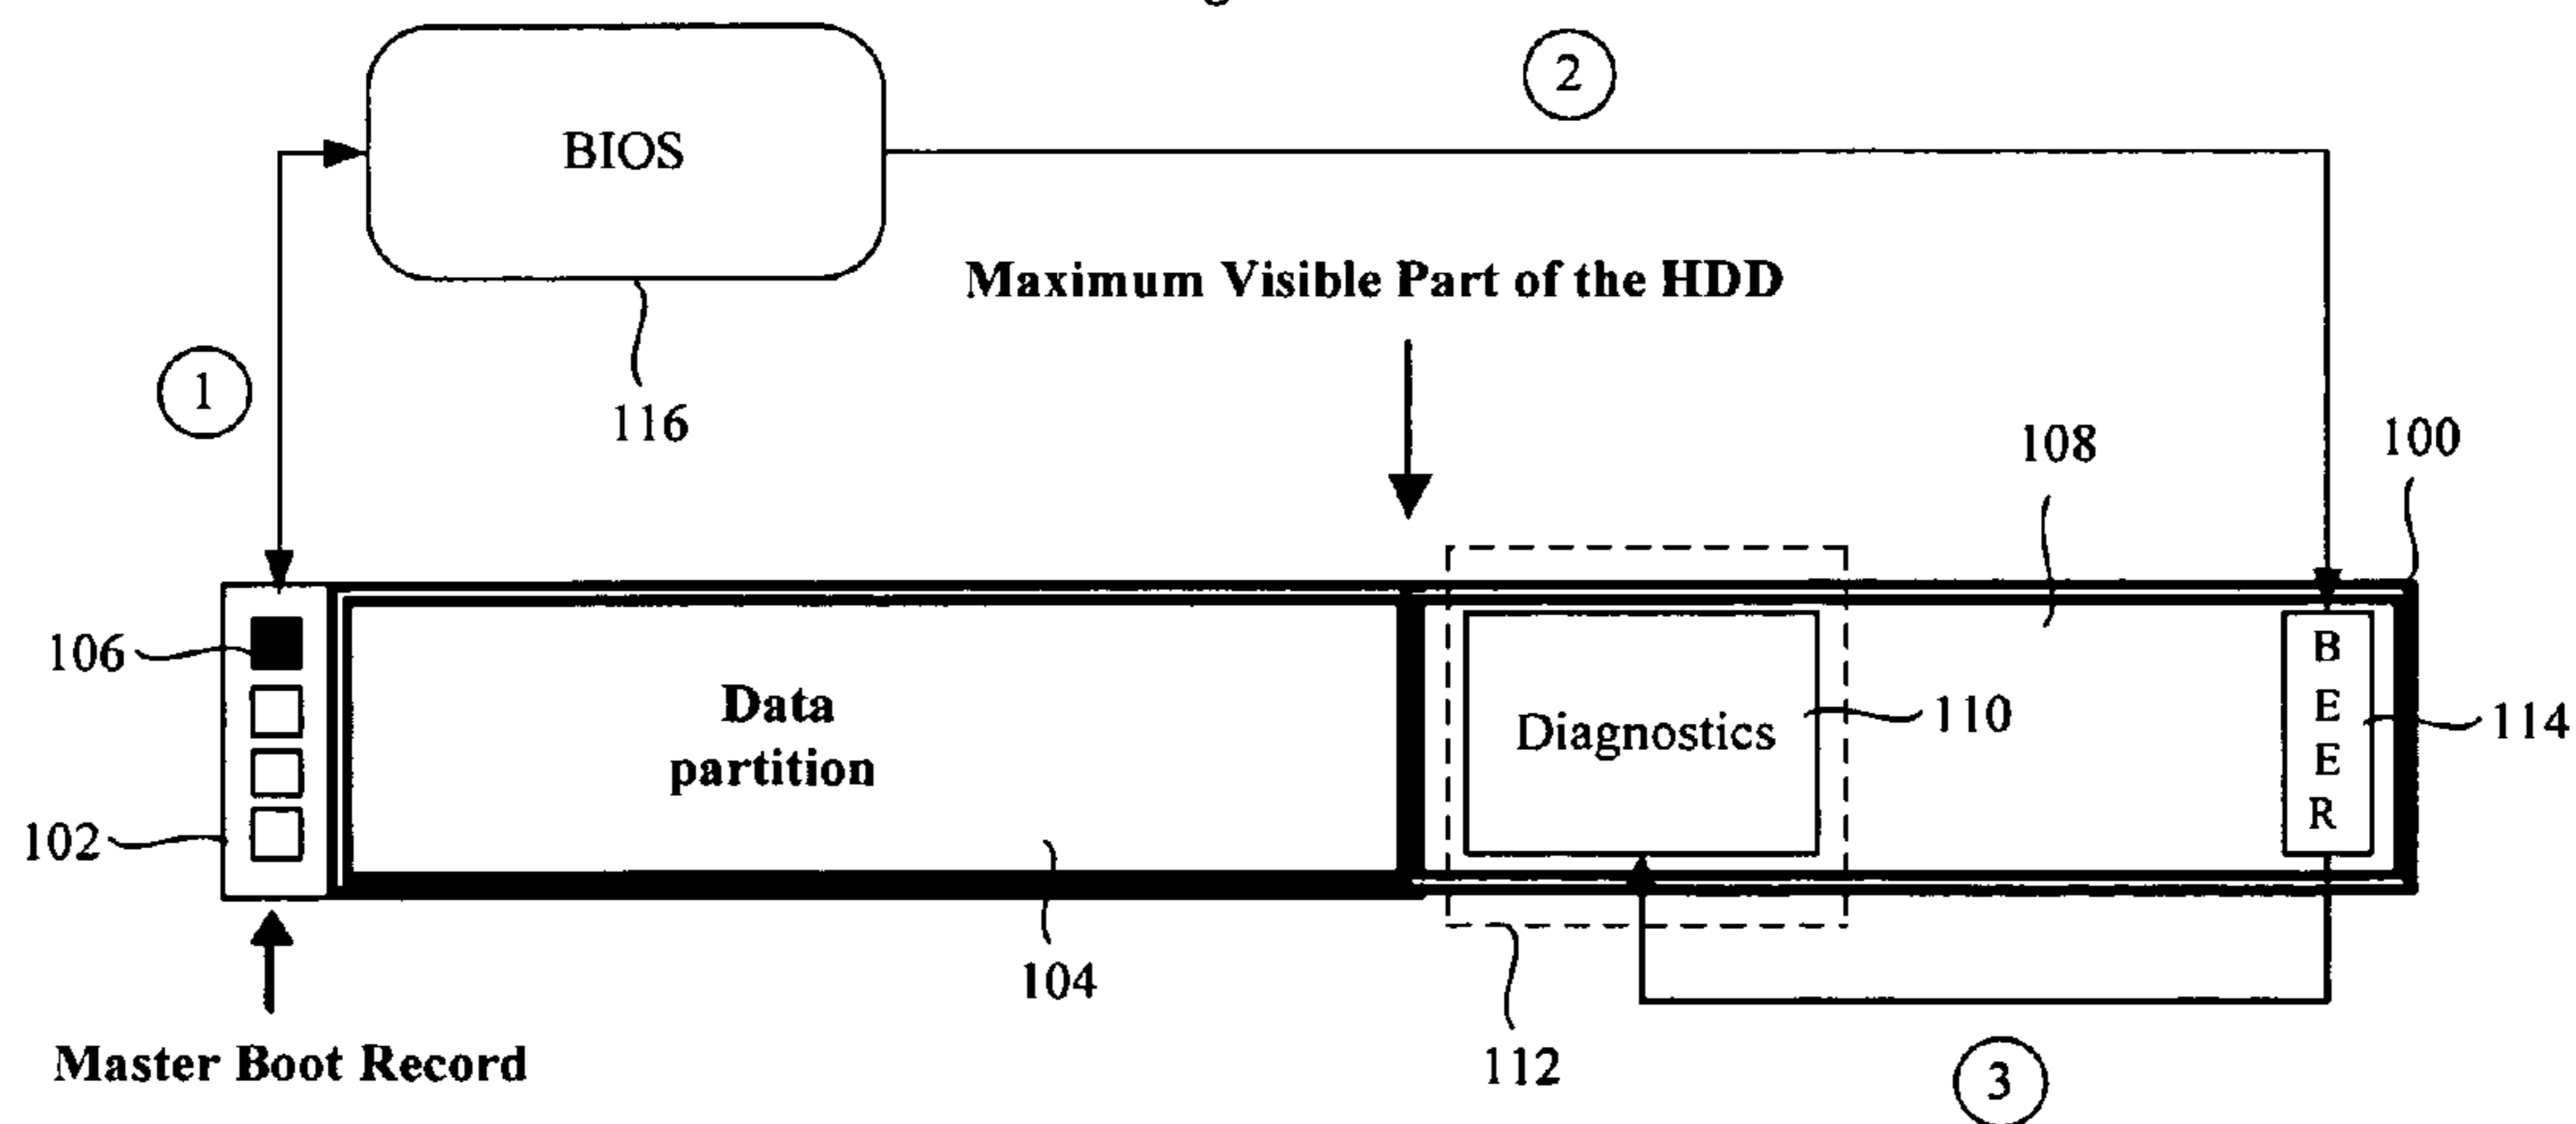 2
BIOS
Maximum Visible Part of the HDD
1
116
108
100
106
Data
partition
Diagnostics
110
B
E
E
R
114
102
104
112
Master Boot Record
3